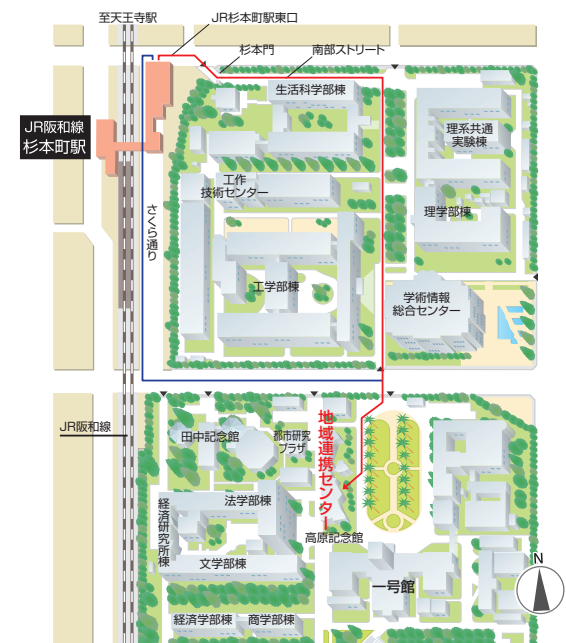 至天王寺駅
JR杉本町駅東口
杉本門
南部ストリート
生活科学部棟
JR阪和線
杉本町駅
理系共通
実験棟
工作
技術センター
理学部棟
さくら通り
工学部棟
学術情報
総合センター
JR阪和線
田中記念館
都市研究
プラザ
地域連携センター
法学部棟
経済研究所棟
高原記念館
文学部棟
一号館
N
経済学部棟
商学部棟